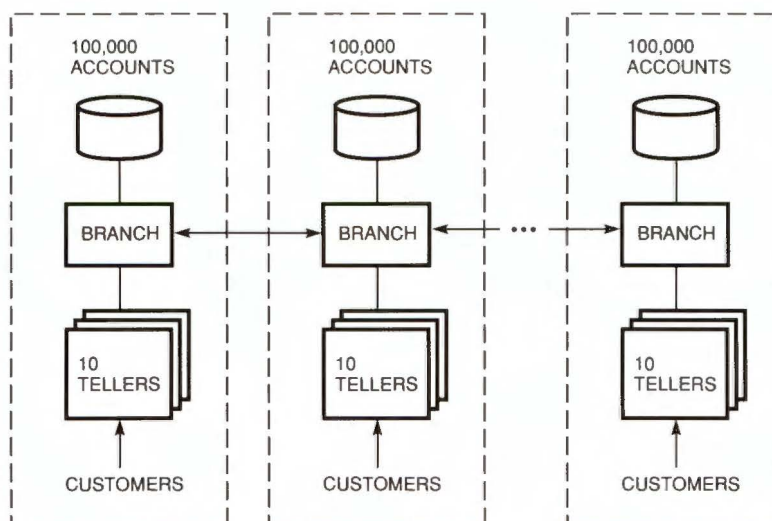 100,000
ACCOUNTS
100,000
ACCOUNTS
100,000
ACCOUNTS
BRANCH
BRANCH
...
BRANCH
10
TELLERS
10
TELLERS
10
TELLERS
CUSTOMERS
CUSTOMERS
CUSTOMERS